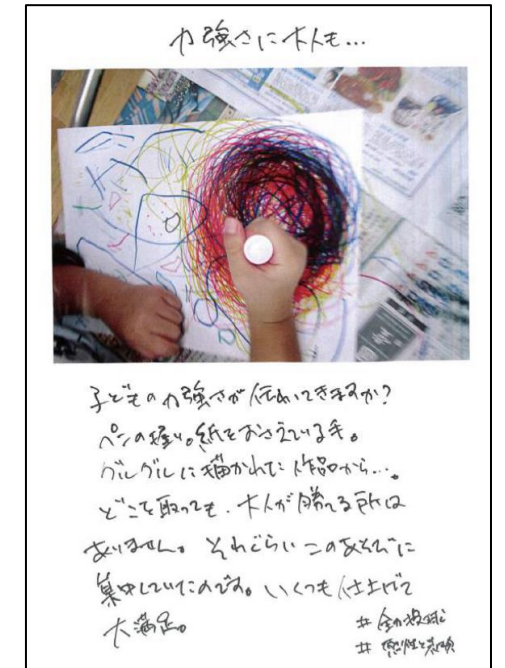 力強さに大人も…
子どもの力強さが伝わってきますか?
ペンの握り。紙をおさえている手。
グルグルに描かれた作品から…。
どこを取っても、大人が勝てる所は
ありません。それぐらいこのあそびに
集中していたのです。いくつも仕上げて
大満足。
# 全力投球
# 感性と表現